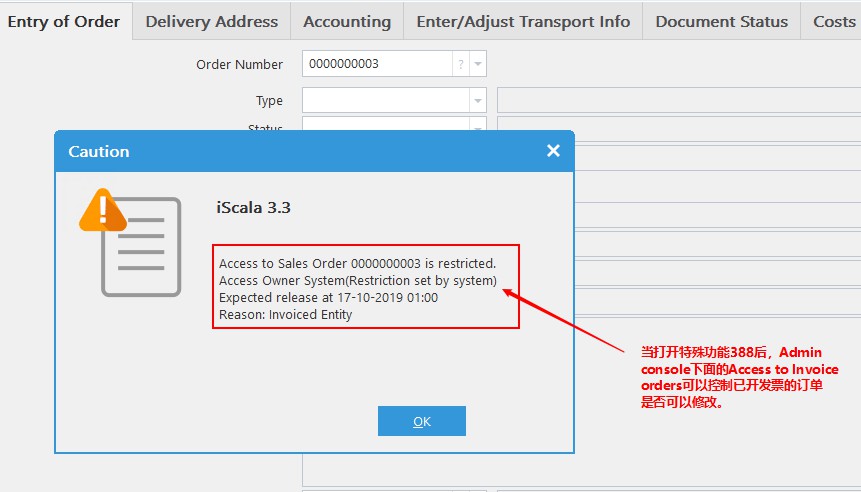 Entry of Order
Delivery Address
Accounting
Enter/Adjust Transport Info
Document Status
Costs
Order Number
0000000003
?
Type
Status
Caution
iScala 3.3
Access to Sales Order 0000000003 is restricted.
Access Owner System(Restriction set by system)
Expected release at 17-10-2019 01:00
Reason: Invoiced Entity
OK
当打开特殊功能388后，Admin
console下面的Access to Invoice
orders可以控制已开发票的订单
是否可以修改。